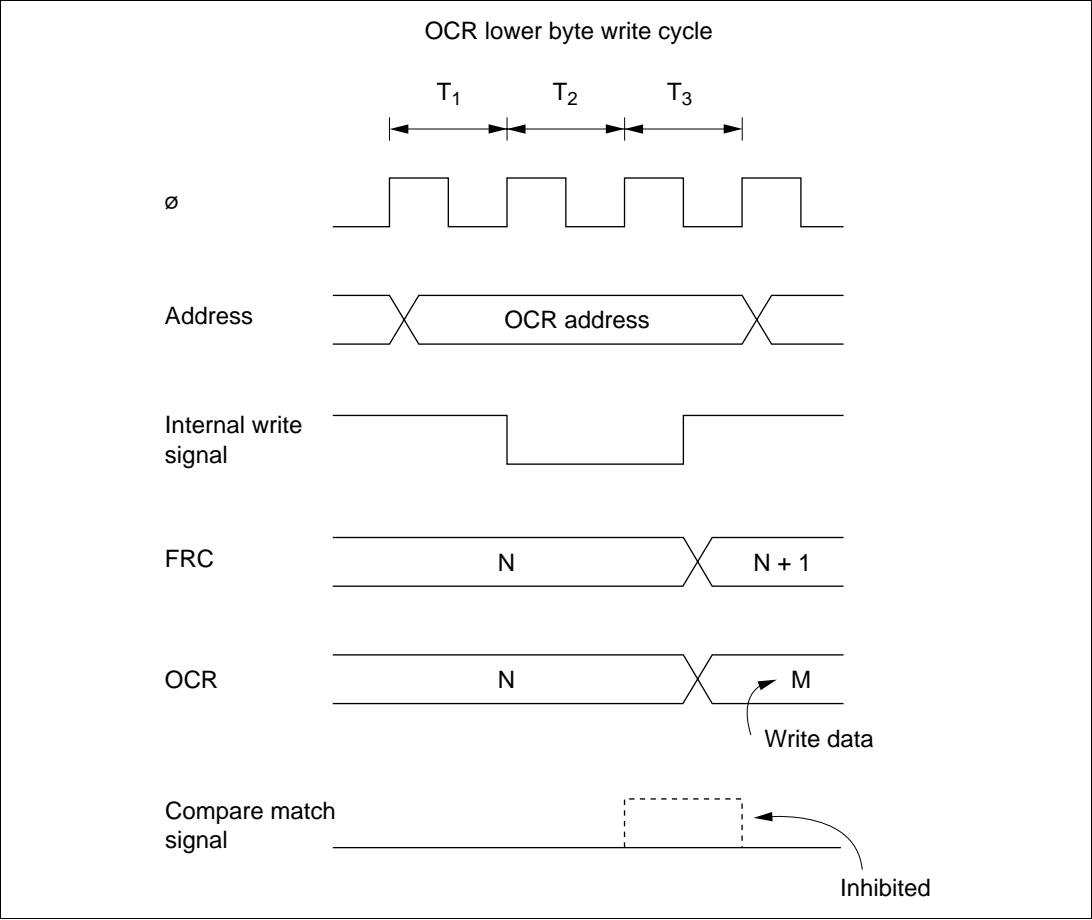 OCR lower byte write cycle
T1 T2 T3
ø
Address
OCR address
Internal write
signal
FRC
N
N + 1
OCR
N
M
Write data
Compare match
signal
Inhibited